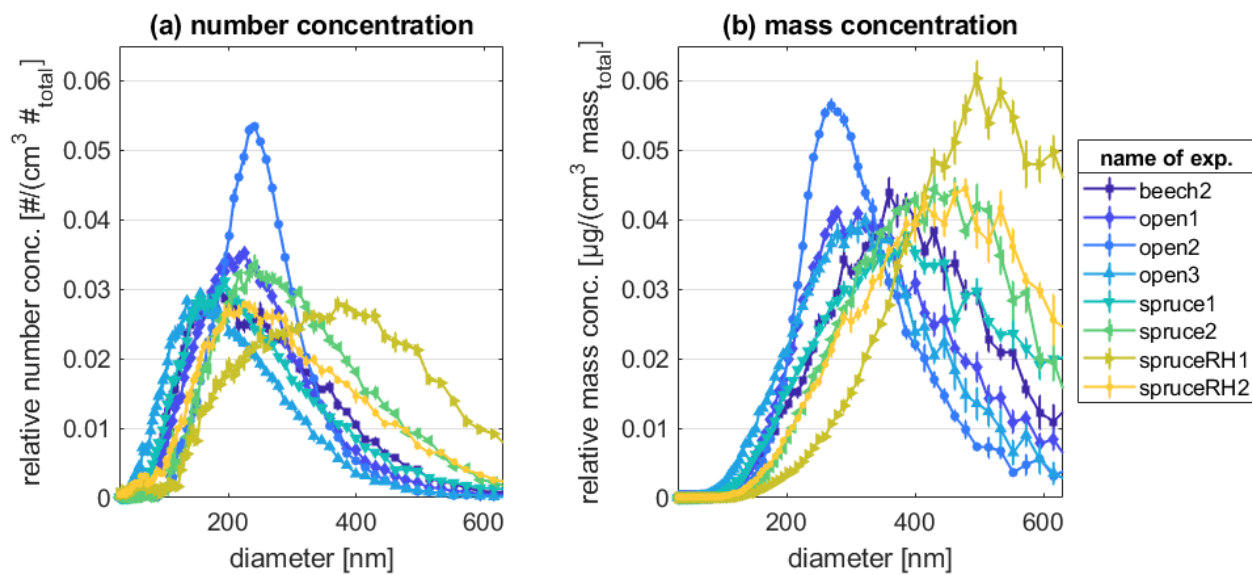 (a) number concentration
relative number conc. [#/(cm³ #total)]
0.06
0.05
0.04
0.03
0.02
0.01
0
200
400
600
diameter [nm]
(b) mass concentration
relative mass conc. [µg/(cm³ mass_total]
0.06
0.05
0.04
0.03
0.02
0.01
0
200
400
600
diameter [nm]
name of exp.
beech2
open1
open2
open3
spruce1
spruce2
spruceRH1
spruceRH2